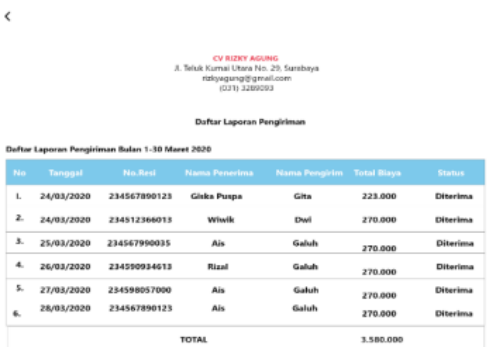 CV RIZKY AGUNG
Jl. Teluk Kumai Utara No. 29, Surabaya
rizkyagung@gmail.com
(031) 3289093
Daftar Laporan Pengiriman
Daftar Laporan Pengiriman Bulan 1-30 Maret 2020
No Tanggal No.Resi Nama Penerima Nama Pengirim Total Biaya Status
1. 24/03/2020 234567890123 Giska Puspa Gita 223.000 Diterima
2. 24/03/2020 234512366013 Wiwik Dwi 270.000 Diterima
3. 25/03/2020 234567990035 Ais Galuh 270.000 Diterima
4. 26/03/2020 234590934613 Rizal Galuh 270.000 Diterima
5. 27/03/2020 234598057000 Ais Galuh 270.000 Diterima
6. 28/03/2020 234567890123 Ais Galuh 270.000 Diterima
TOTAL 3.580.000